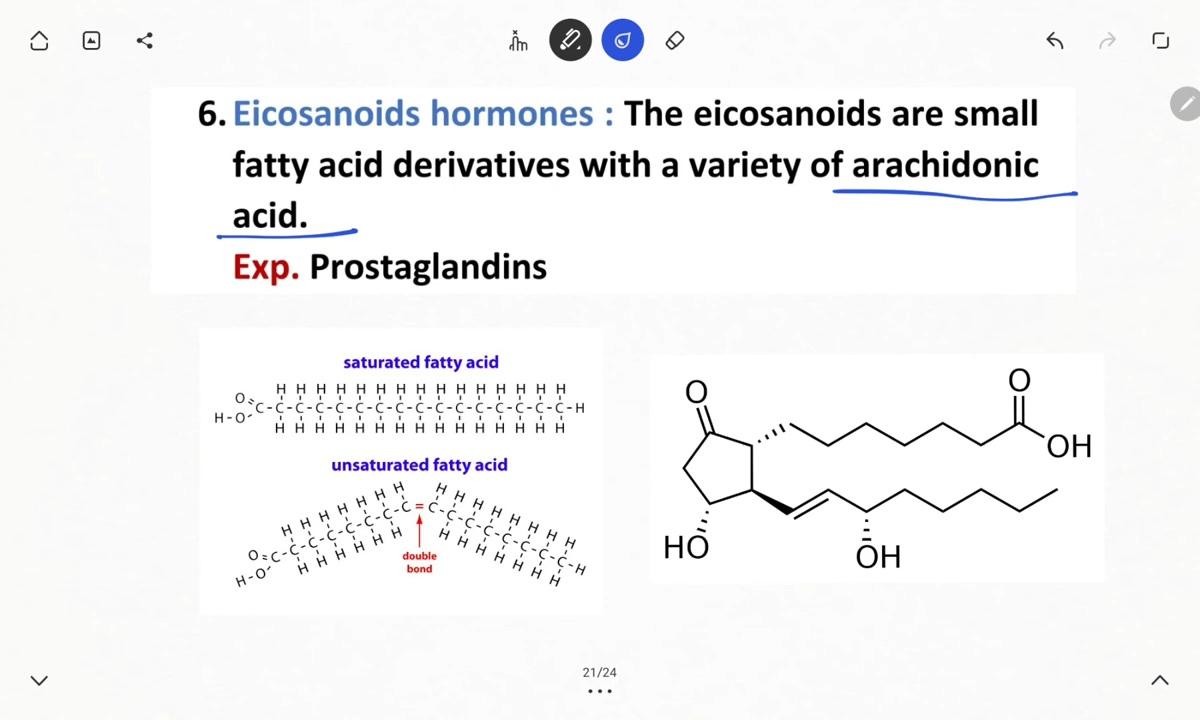 6. Eicosanoids hormones : The eicosanoids are small
fatty acid derivatives with a variety of arachidonic
acid.
Exp. Prostaglandins
saturated fatty acid
H H H H H H H H H H H H H H H
O
H-O C-C-C-C-C-C-C-C-C-C-C-C-C-C-C-C-H
H H H H H H H H H H H H H H H
unsaturated fatty acid
double
bond
O
O
OH
HO
OH
21/24